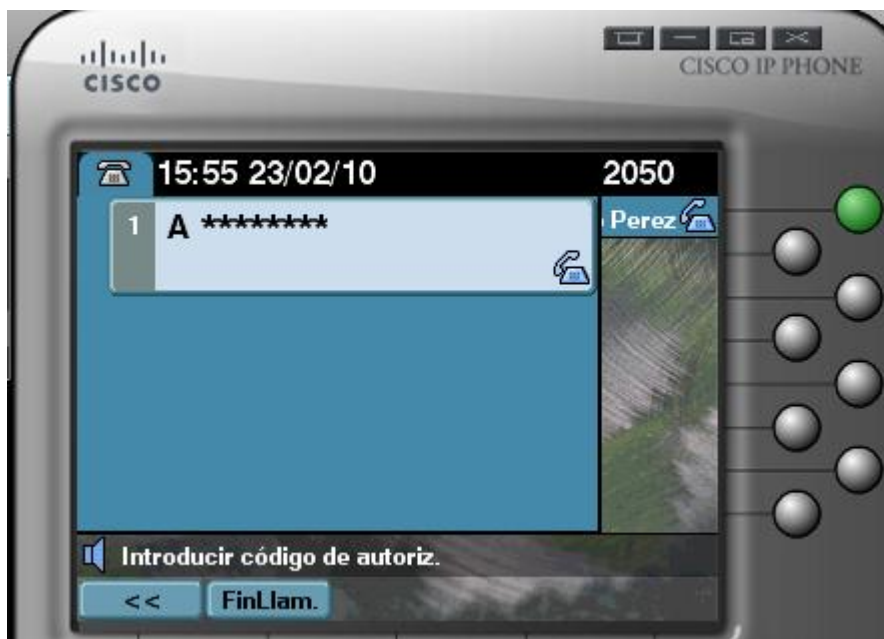 CISCO
CISCO IP PHONE
15:55 23/02/10 2050
1 A ********
Perez
Introducir código de autoriz.
<< FinLlam.